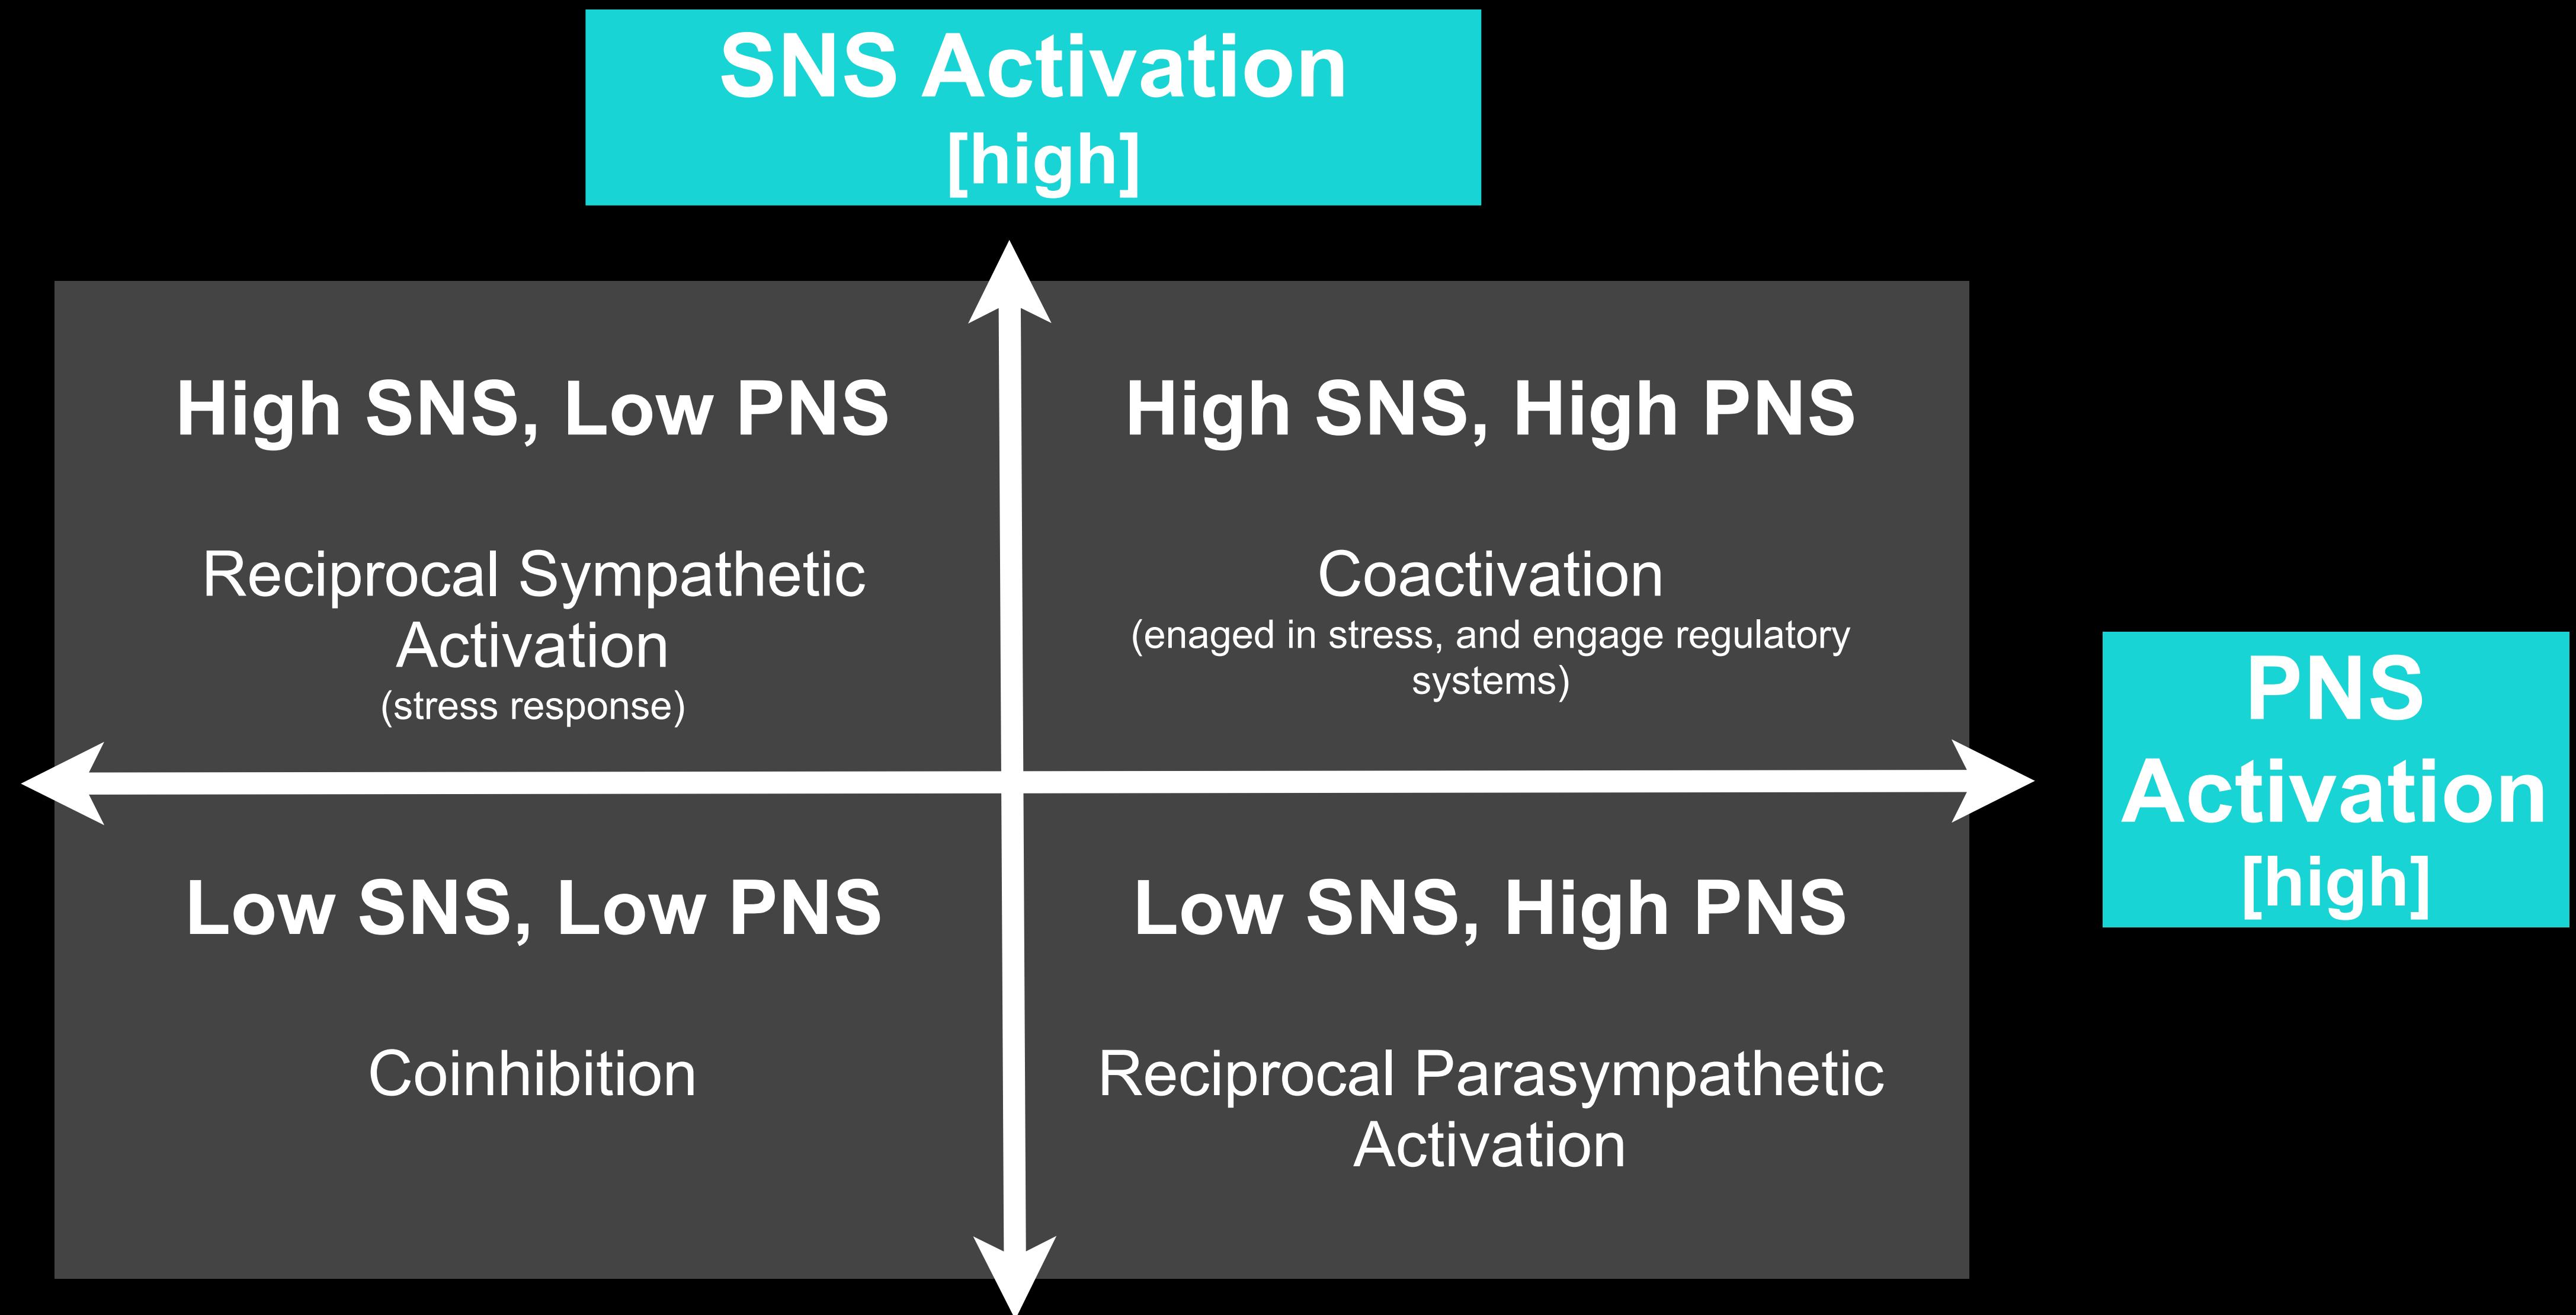 SNS Activation
[high]
High SNS, Low PNS
Reciprocal Sympathetic
Activation
(stress response)
High SNS, High PNS
Coactivation
(enaged in stress, and engage regulatory
systems)
PNS
Activation
[high]
Low SNS, Low PNS
Coinhibition
Low SNS, High PNS
Reciprocal Parasympathetic
Activation